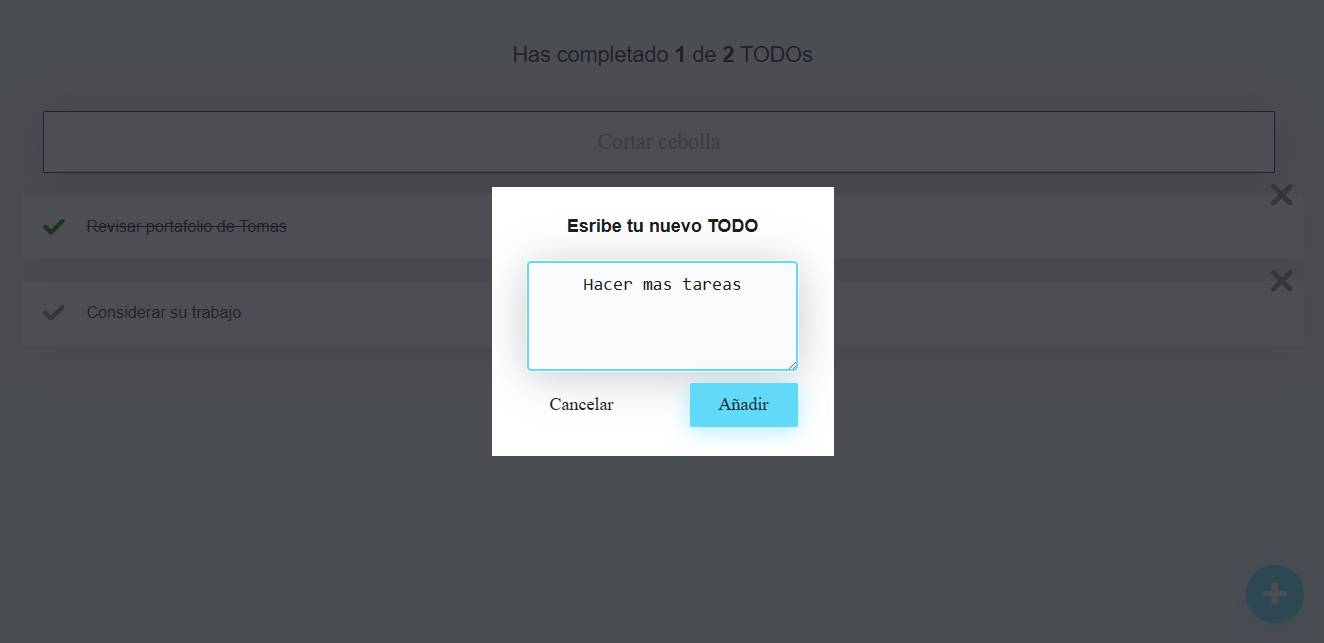 Has completado 1 de 2 TODOs
Cortar cebolla
Revisar portafolio de Tomas
Considerar su trabajo
Esribe tu nuevo TODO
Hacer mas tareas
Cancelar
Añadir